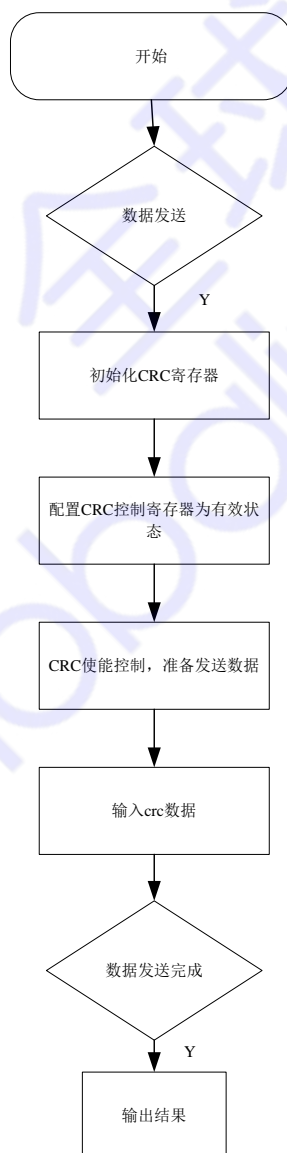 开始
数据发送
Y
初始化CRC寄存器
配置CRC控制寄存器为有效状
态
CRC使能控制，准备发送数据
输入crc数据
数据发送完成
Y
输出结果